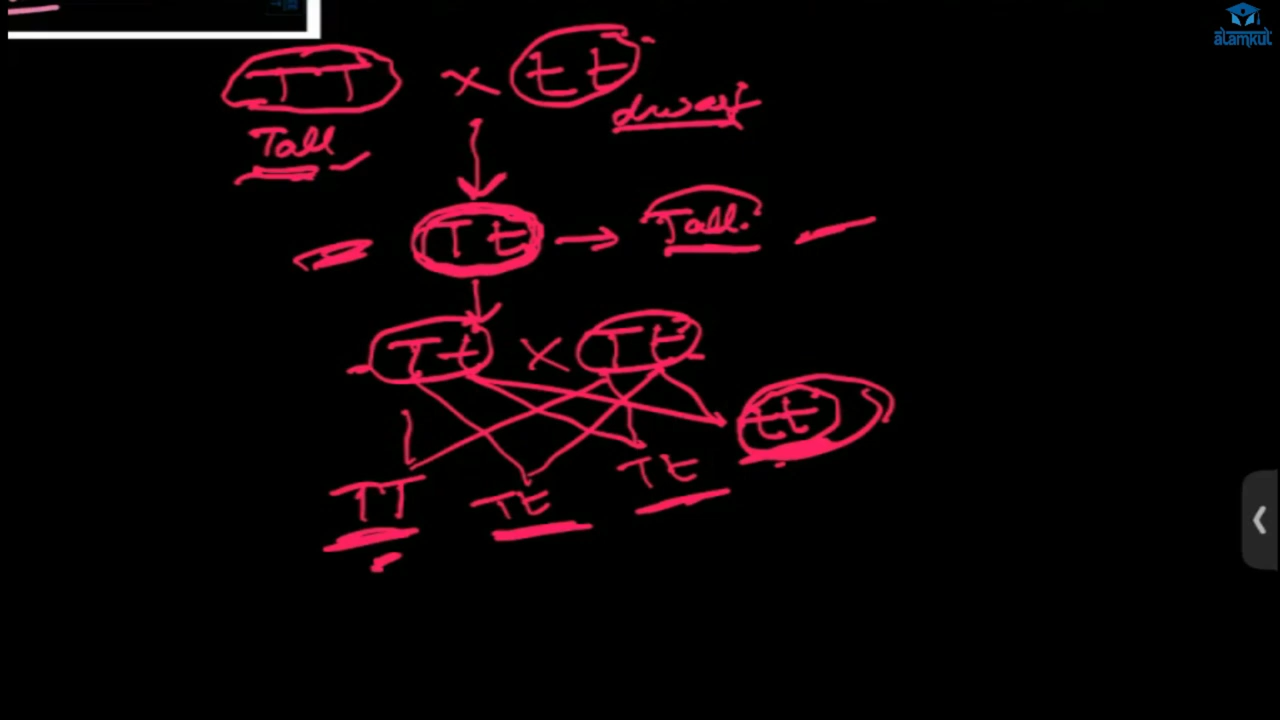 alamkul
TT × tt
dwarf
Tall
Tt → Tall.
Tt × Tt
tt
Tt
TT Tt